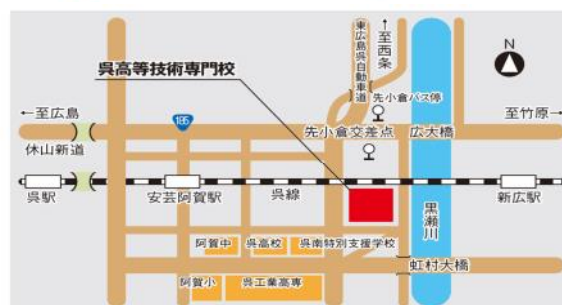 東広島呉自動車道
↑至西条
N
呉高等技術専門校
先小倉バス停
←至広島
185
至竹原→
先小倉交差点
広大橋
休山新道
呉駅
安芸阿賀駅
呉線
新広駅
黒瀬川
阿賀中
呉高校
呉南特別支援学校
虹村大橋
阿賀小
呉工業高専